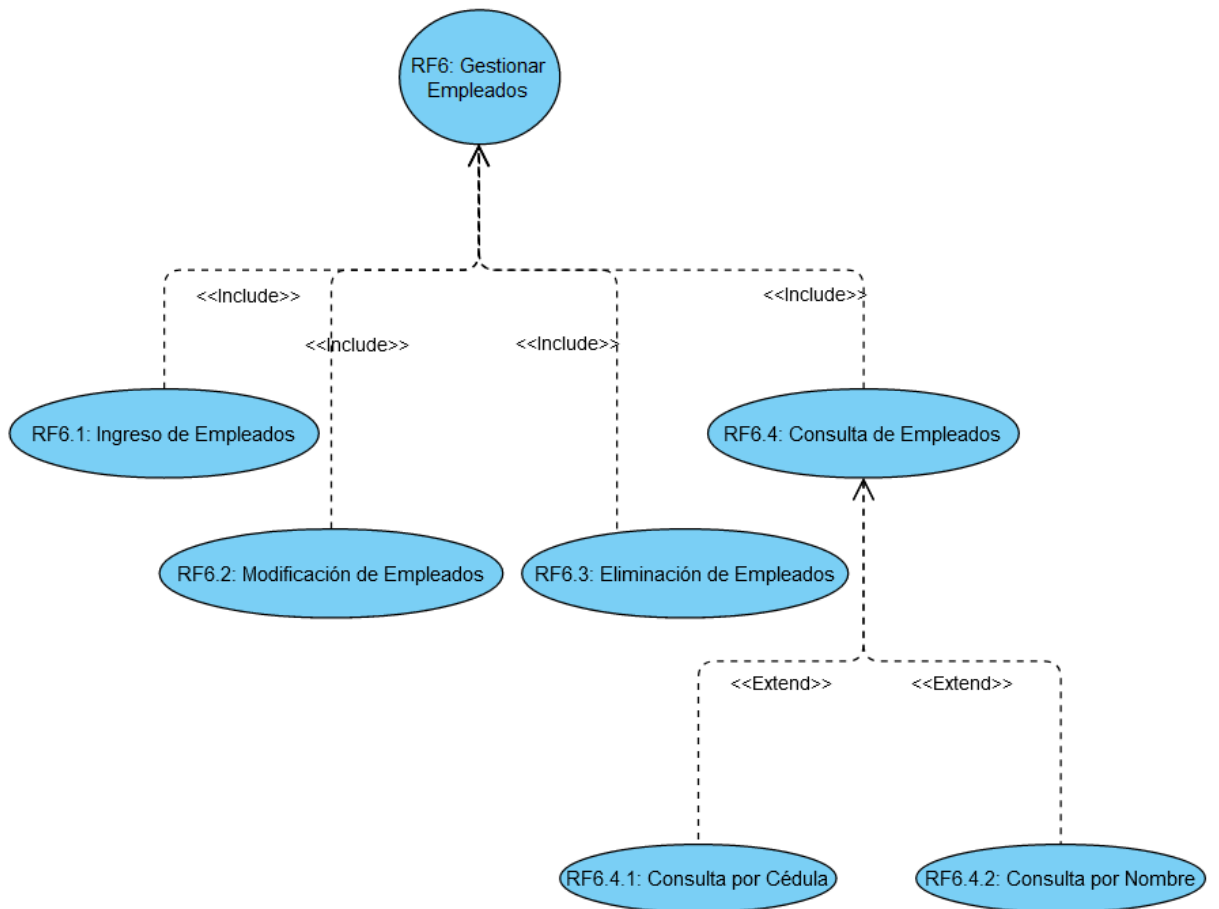 RF6: Gestionar
Empleados
<<Include>>
<<Include>>
<<Include>>
<<Include>>
RF6.1: Ingreso de Empleados
RF6.4: Consulta de Empleados
RF6.2: Modificación de Empleados
RF6.3: Eliminación de Empleados
<<Extend>>
<<Extend>>
RF6.4.1: Consulta por Cédula
RF6.4.2: Consulta por Nombre